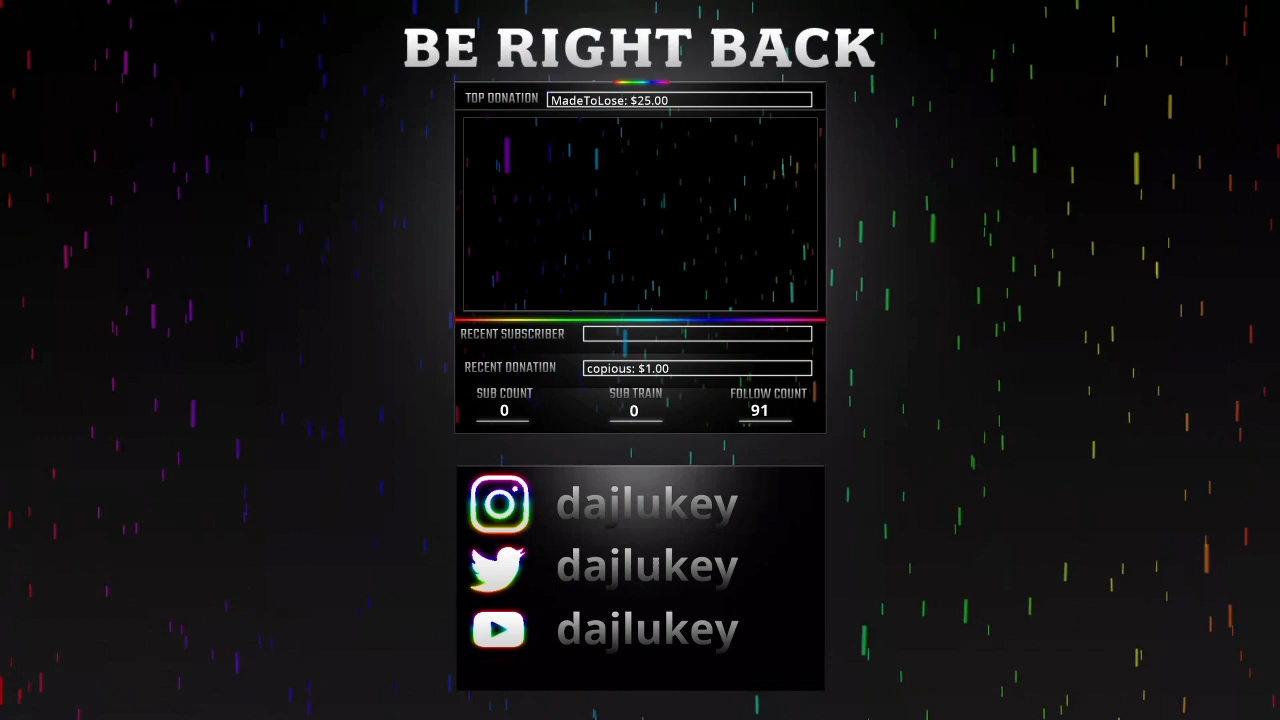 BE RIGHT BACK
TOP DONATION MadeToLose: $25.00
RECENT SUBSCRIBER
RECENT DONATION copious: $1.00
SUB COUNT SUB TRAIN FOLLOW COUNT
0 0 91
dajlukey
dajlukey
dajlukey